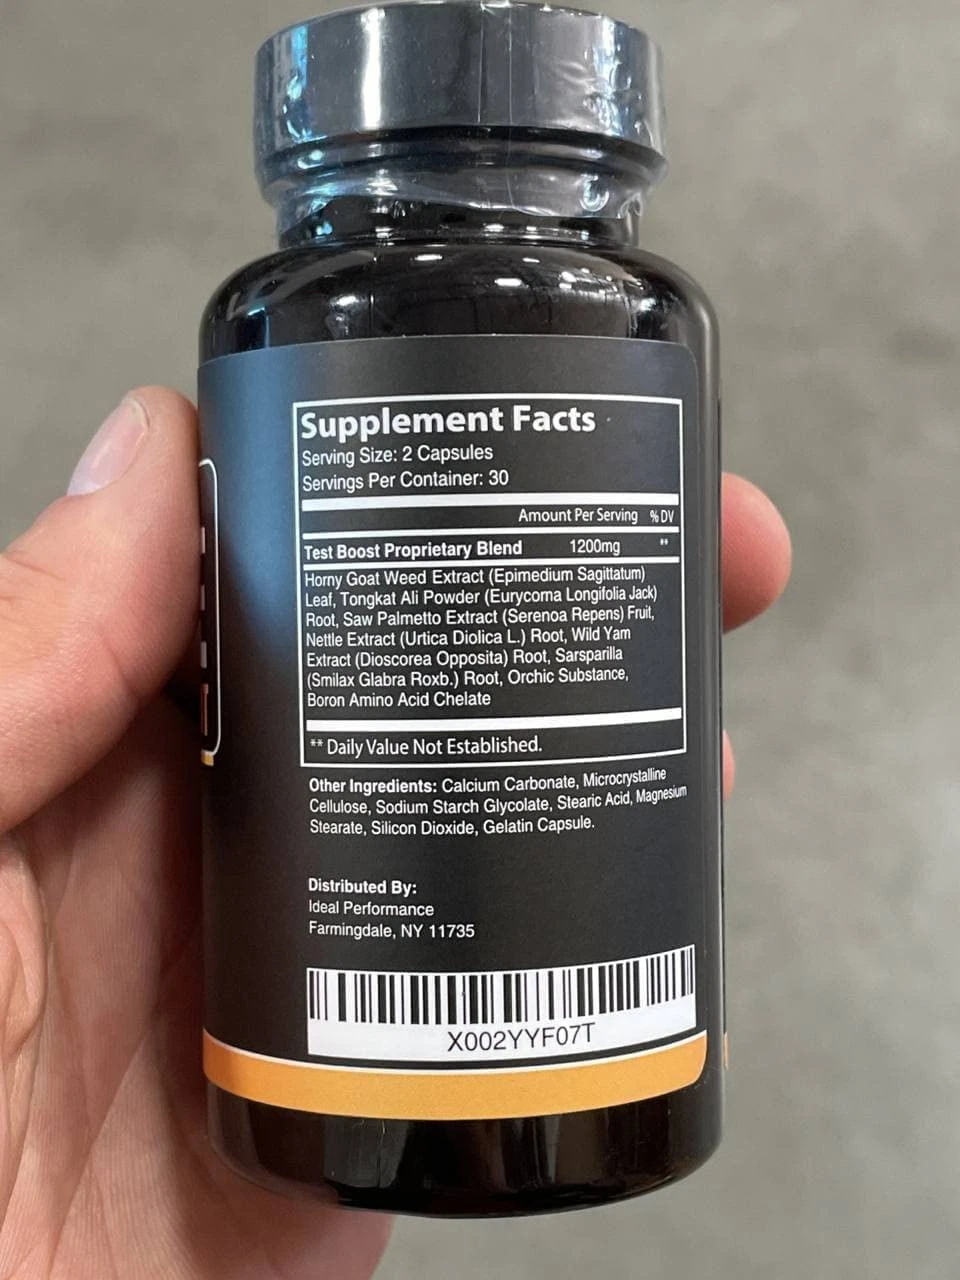 Supplement Facts
Serving Size: 2 Capsules
Servings Per Container: 30
Amount Per Serving %DV
Test Boost Proprietary Blend 1200mg **
Horny Goat Weed Extract (Epimedium Sagittatum)
Leaf, Tongkat Ali Powder (Eurycoma Longifolia Jack)
Root, Saw Palmetto Extract (Serenoa Repens) Fruit,
Nettle Extract (Urtica Diolica L.) Root, Wild Yam
Extract (Dioscorea Opposita) Root, Sarsparilla
(Smilax Glabra Roxb.) Root, Orchic Substance,
Boron Amino Acid Chelate
** Daily Value Not Established.
Other Ingredients: Calcium Carbonate, Microcrystalline
Cellulose, Sodium Starch Glycolate, Stearic Acid, Magnesium
Stearate, Silicon Dioxide, Gelatin Capsule.
Distributed By:
Ideal Performance
Farmingdale, NY 11735
X002YYF07T